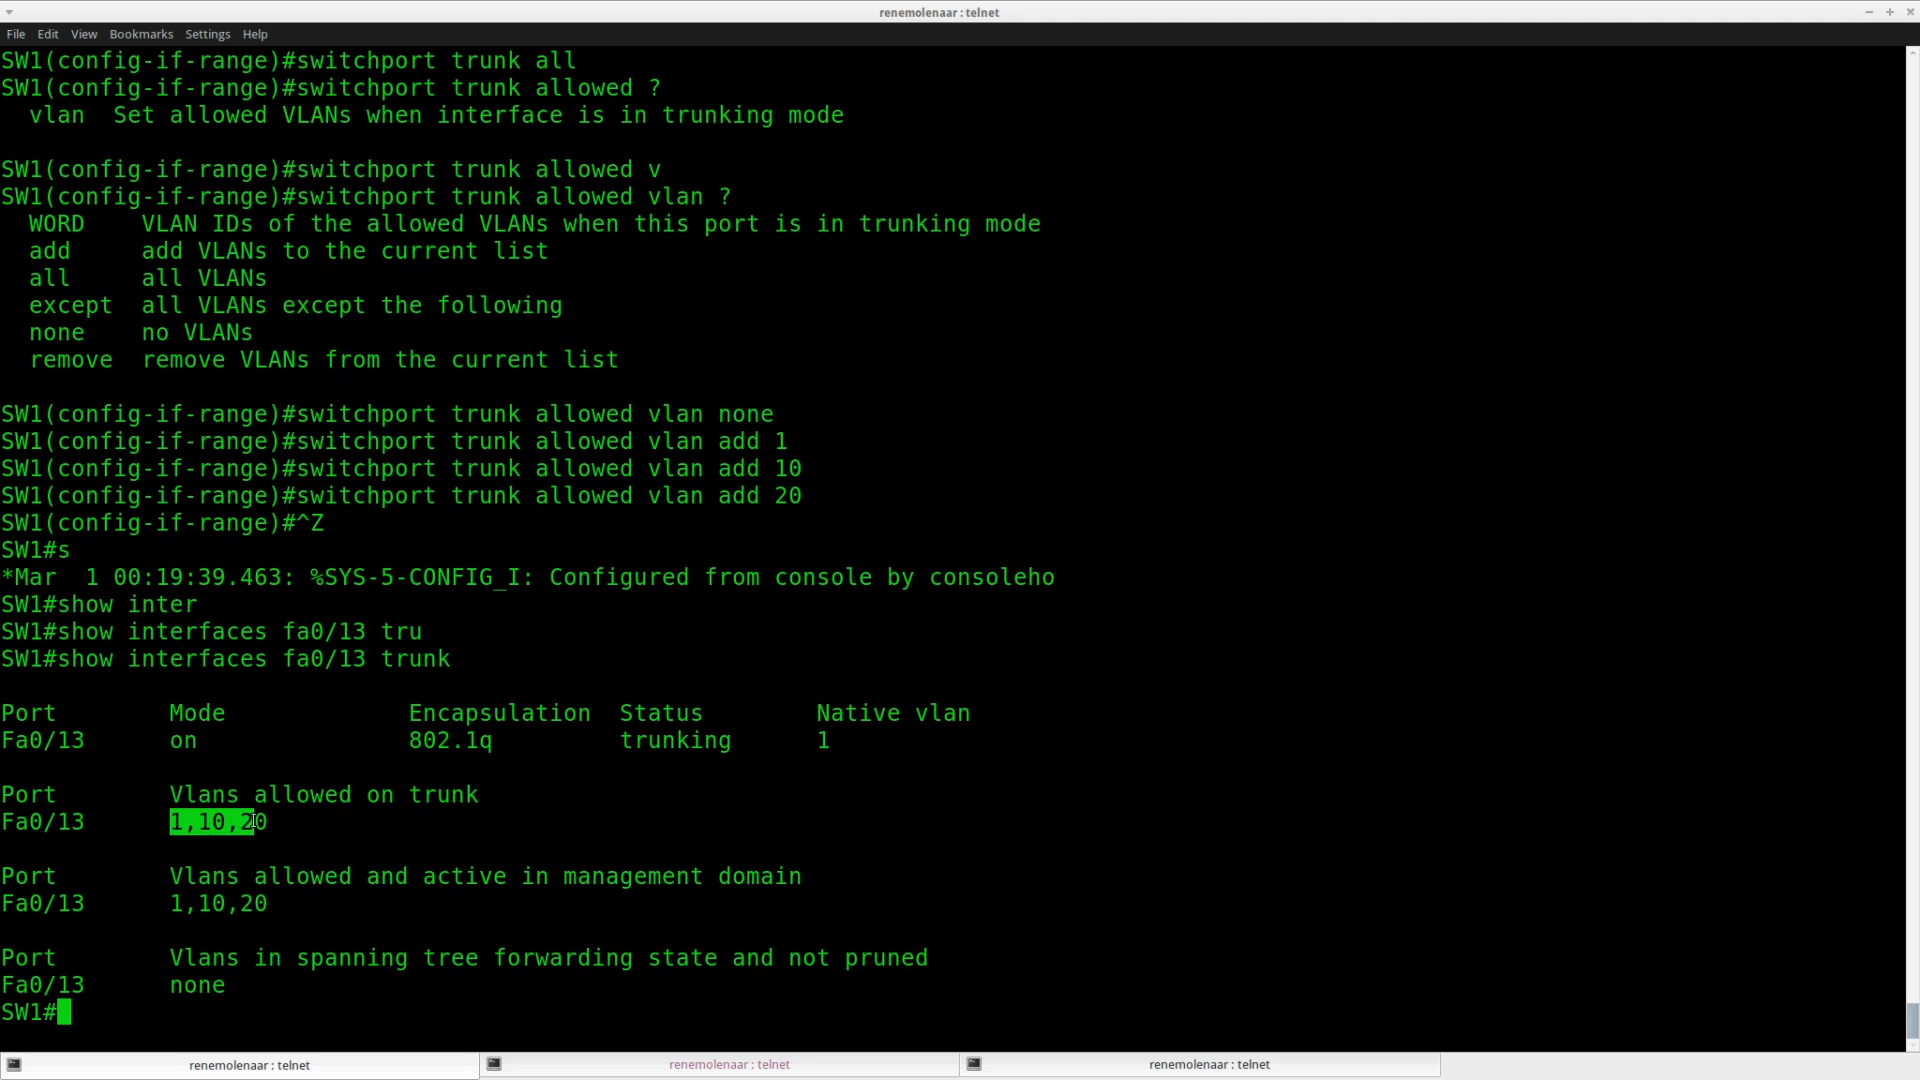 renemolenaar : telnet
File Edit View Bookmarks Settings Help
SW1(config-if-range)#switchport trunk all
SW1(config-if-range)#switchport trunk allowed ?
  vlan  Set allowed VLANs when interface is in trunking mode
SW1(config-if-range)#switchport trunk allowed v
SW1(config-if-range)#switchport trunk allowed vlan ?
  WORD    VLAN IDs of the allowed VLANs when this port is in trunking mode
  add     add VLANs to the current list
  all     all VLANs
  except  all VLANs except the following
  none    no VLANs
  remove  remove VLANs from the current list
SW1(config-if-range)#switchport trunk allowed vlan none
SW1(config-if-range)#switchport trunk allowed vlan add 1
SW1(config-if-range)#switchport trunk allowed vlan add 10
SW1(config-if-range)#switchport trunk allowed vlan add 20
SW1(config-if-range)#^Z
SW1#s
*Mar  1 00:19:39.463: %SYS-5-CONFIG_I: Configured from console by consoleho
SW1#show inter
SW1#show interfaces fa0/13 tru
SW1#show interfaces fa0/13 trunk
Port        Mode             Encapsulation  Status        Native vlan
Fa0/13      on               802.1q         trunking      1
Port        Vlans allowed on trunk
Fa0/13      1,10,20
Port        Vlans allowed and active in management domain
Fa0/13      1,10,20
Port        Vlans in spanning tree forwarding state and not pruned
Fa0/13      none
SW1#
renemolenaar : telnet renemolenaar : telnet renemolenaar : telnet